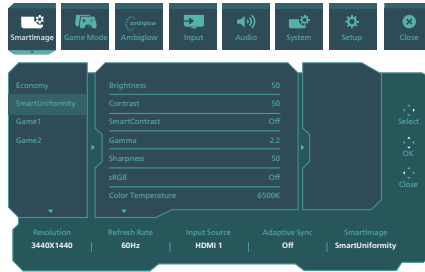 SmartImage Game Mode Ambiglow Input Audio System Setup Close
ambiglow
Economy
SmartUniformity
Game1
Game2
Brightness 50
Contrast 50
SmartContrast Off
Gamma 2.2
Sharpness 50
sRGB Off
Color Temperature 6500K
Select
OK
Close
Resolution Refresh Rate Input Source Adaptive Sync SmartImage
3440X1440 60Hz HDMI 1 Off SmartUniformity